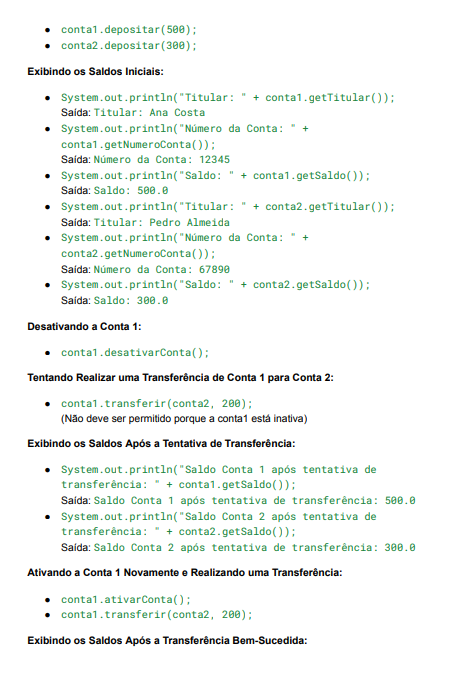 • conta1.depositar(500);
• conta2.depositar(300);
Exibindo os Saldos Iniciais:
• System.out.println("Titular: " + conta1.getTitular());
Saída: Titular: Ana Costa
• System.out.println("Número da Conta: " +
conta1.getNumeroConta());
Saída: Número da Conta: 12345
• System.out.println("Saldo: " + conta1.getSaldo());
Saída: Saldo: 500.0
• System.out.println("Titular: " + conta2.getTitular());
Saída: Titular: Pedro Almeida
• System.out.println("Número da Conta: " +
conta2.getNumeroConta());
Saída: Número da Conta: 67890
• System.out.println("Saldo: " + conta2.getSaldo());
Saída: Saldo: 300.0
Desativando a Conta 1:
• conta1.desativarConta();
Tentando Realizar uma Transferência de Conta 1 para Conta 2:
• conta1.transferir(conta2, 200);
(Não deve ser permitido porque a conta1 está inativa)
Exibindo os Saldos Após a Tentativa de Transferência:
• System.out.println("Saldo Conta 1 após tentativa de
transferência: " + conta1.getSaldo());
Saída: Saldo Conta 1 após tentativa de transferência: 500.0
• System.out.println("Saldo Conta 2 após tentativa de
transferência: " + conta2.getSaldo());
Saída: Saldo Conta 2 após tentativa de transferência: 300.0
Ativando a Conta 1 Novamente e Realizando uma Transferência:
• conta1.ativarConta();
• conta1.transferir(conta2, 200);
Exibindo os Saldos Após a Transferência Bem-Sucedida: